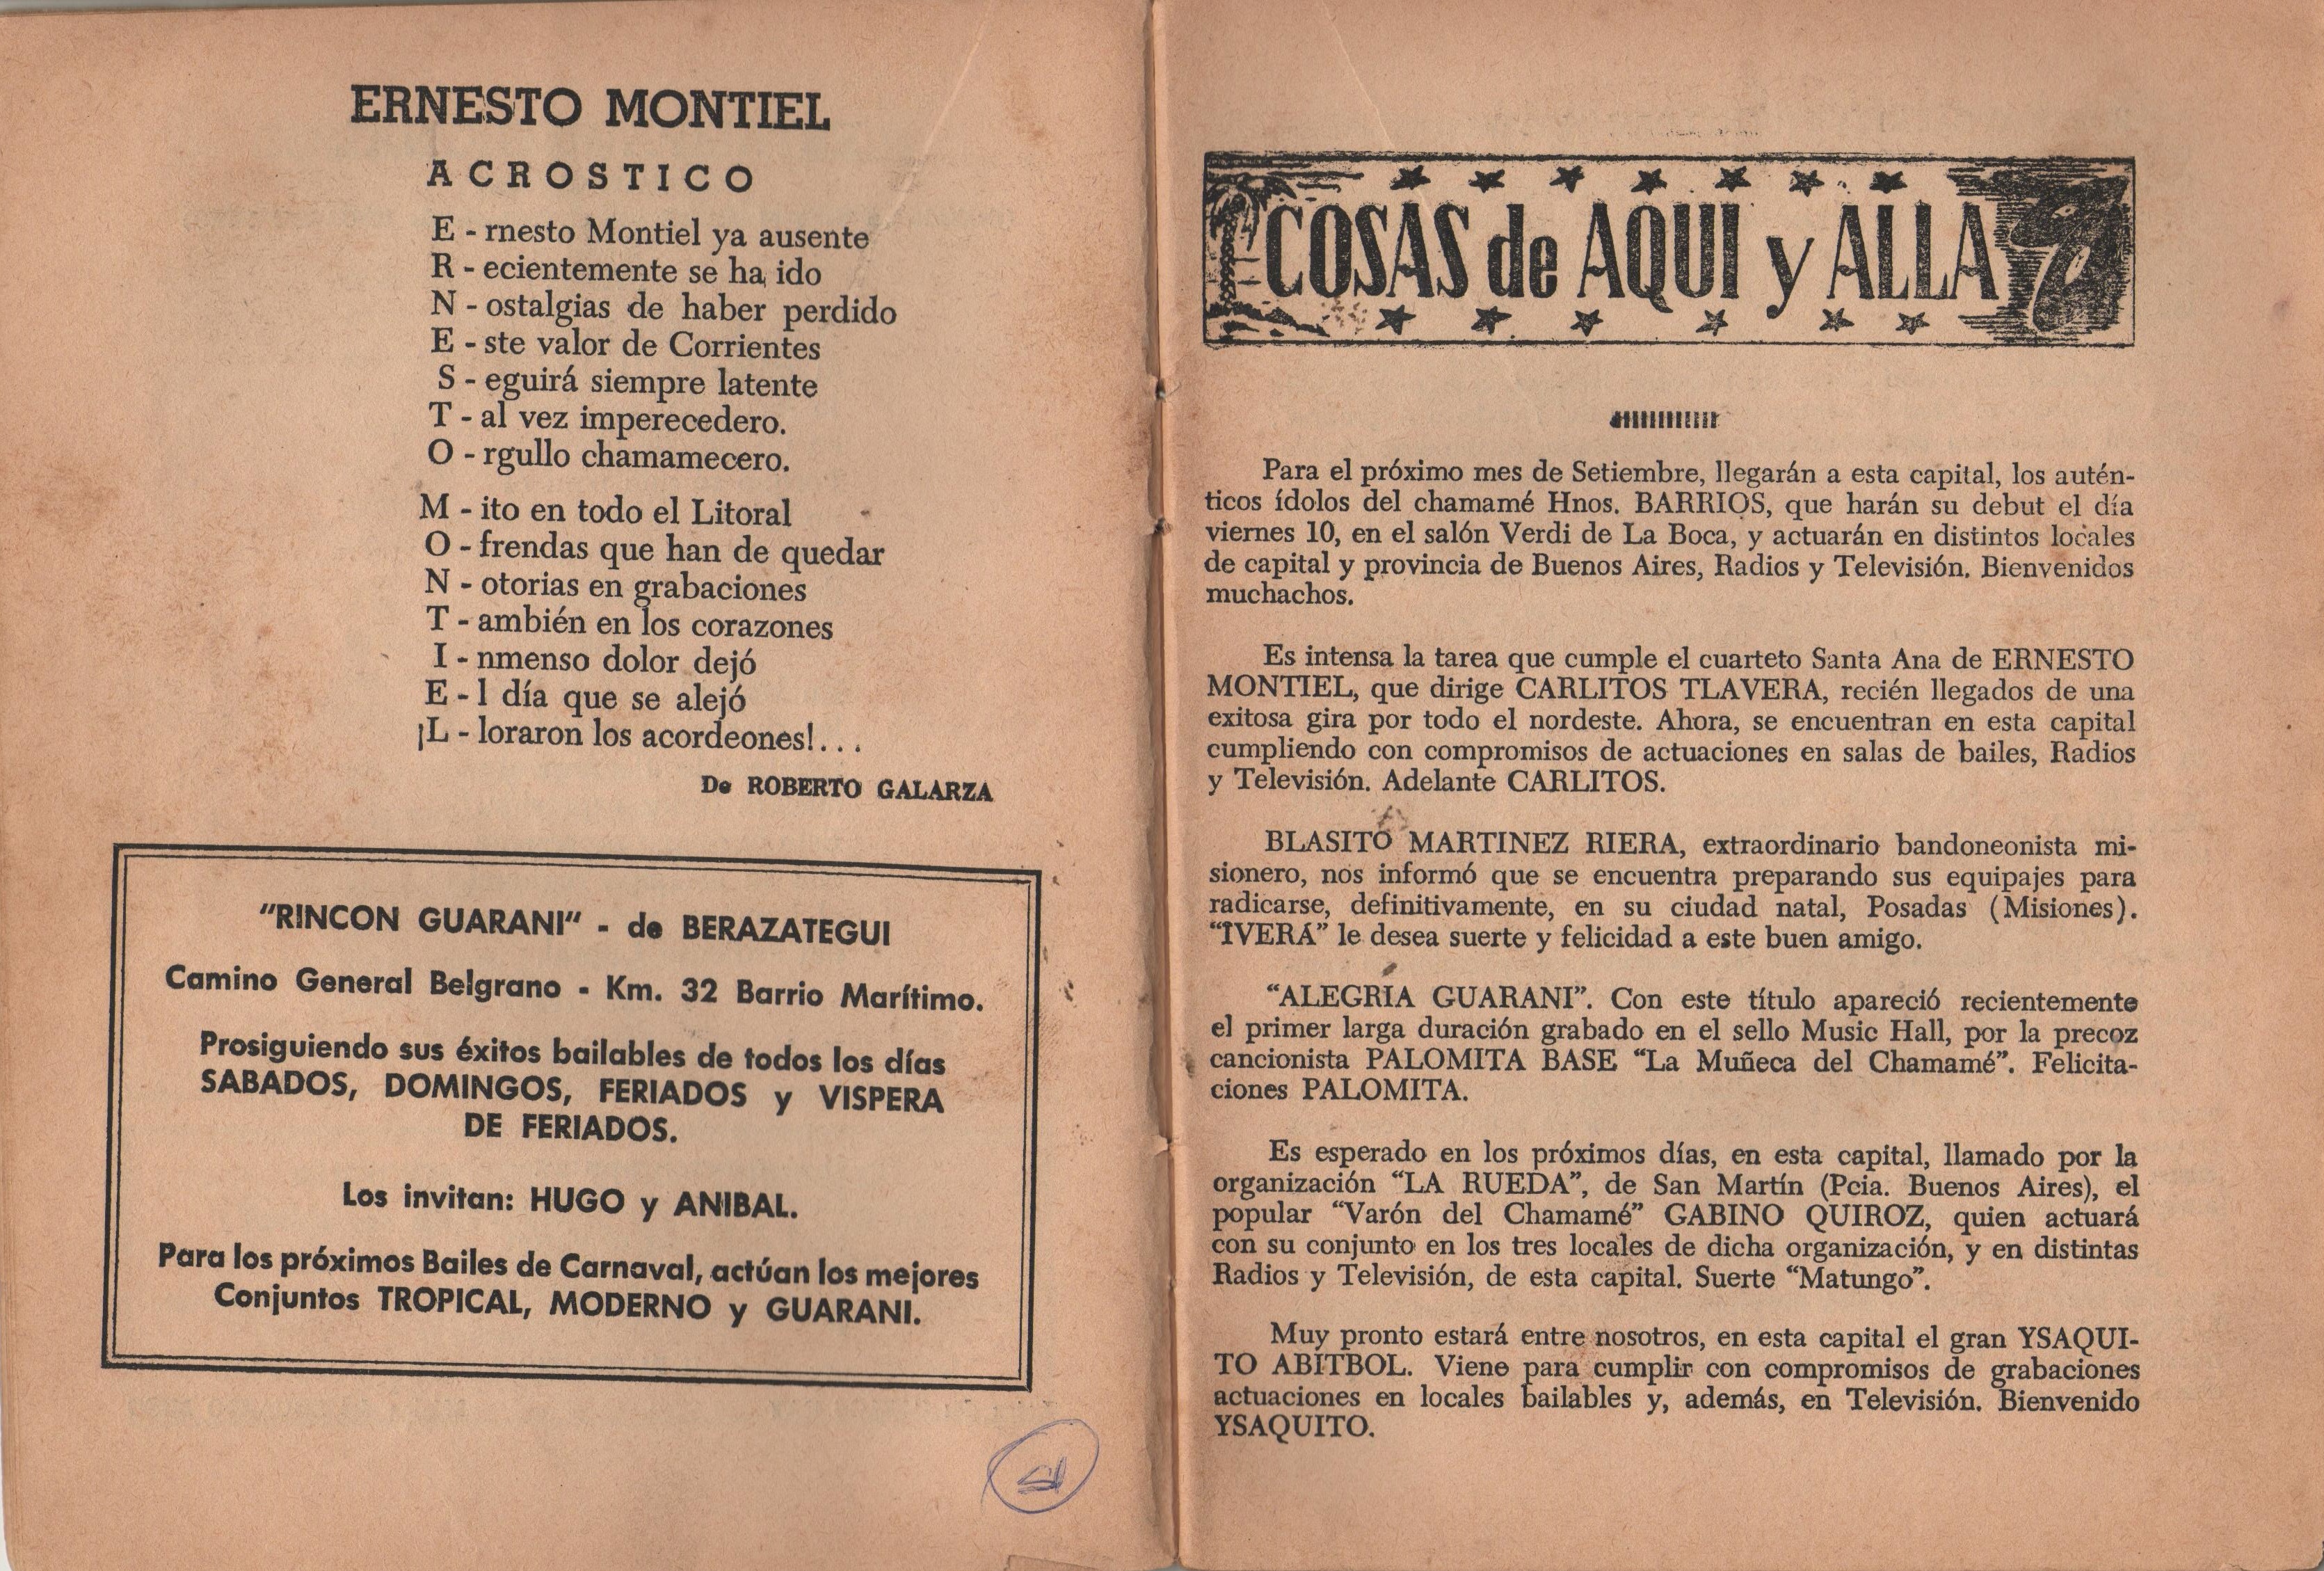 ERNESTO MONTIEL
ACROSTICO
E - rnesto Montiel ya ausente
R - ecientemente se ha ido
N - ostalgias de haber perdido
E - ste valor de Corrientes
S - eguirá siempre latente
T - al vez imperecedero.
O - rgullo chamamecero.
M - ito en todo el Litoral
O - frendas que han de quedar
N - otorias en grabaciones
T - ambién en los corazones
I - nmenso dolor dejó
E - l día que se alejó
¡L - loraron los acordeones!...
De ROBERTO GALARZA
"RINCON GUARANI" - de BERAZATEGUI
Camino General Belgrano - Km. 32 Barrio Marítimo.
Prosiguiendo sus éxitos bailables de todos los días
SABADOS, DOMINGOS, FERIADOS y VISPERA
DE FERIADOS.
Los invitan: HUGO y ANIBAL.
Para los próximos Bailes de Carnaval, actúan los mejores
Conjuntos TROPICAL, MODERNO y GUARANI.
COSAS de AQUI y ALLA
Para el próximo mes de Setiembre, llegarán a esta capital, los autén-
ticos ídolos del chamamé Hnos. BARRIOS, que harán su debut el día
viernes 10, en el salón Verdi de La Boca, y actuarán en distintos locales
de capital y provincia de Buenos Aires, Radios y Televisión. Bienvenidos
muchachos.
Es intensa la tarea que cumple el cuarteto Santa Ana de ERNESTO
MONTIEL, que dirige CARLITOS TLAVERA, recién llegados de una
exitosa gira por todo el nordeste. Ahora, se encuentran en esta capital
cumpliendo con compromisos de actuaciones en salas de bailes, Radios
y Televisión. Adelante CARLITOS.
BLASITO MARTINEZ RIERA, extraordinario bandoneonista mi-
sionero, nos informó que se encuentra preparando sus equipajes para
radicarse, definitivamente, en su ciudad natal, Posadas (Misiones).
"IVERÁ" le desea suerte y felicidad a este buen amigo.
"ALEGRIA GUARANI". Con este título apareció recientemente
el primer larga duración grabado en el sello Music Hall, por la precoz
cancionista PALOMITA BASE "La Muñeca del Chamamé". Felicita-
ciones PALOMITA.
Es esperado en los próximos días, en esta capital, llamado por la
organización "LA RUEDA", de San Martín (Pcia. Buenos Aires), el
popular "Varón del Chamamé" GABINO QUIROZ, quien actuará
con su conjunto en los tres locales de dicha organización, y en distintas
Radios y Televisión, de esta capital. Suerte "Matungo".
Muy pronto estará entre nosotros, en esta capital el gran YSAQUI-
TO ABITBOL. Viene para cumplir con compromisos de grabaciones
actuaciones en locales bailables y, además, en Televisión. Bienvenido
YSAQUITO.